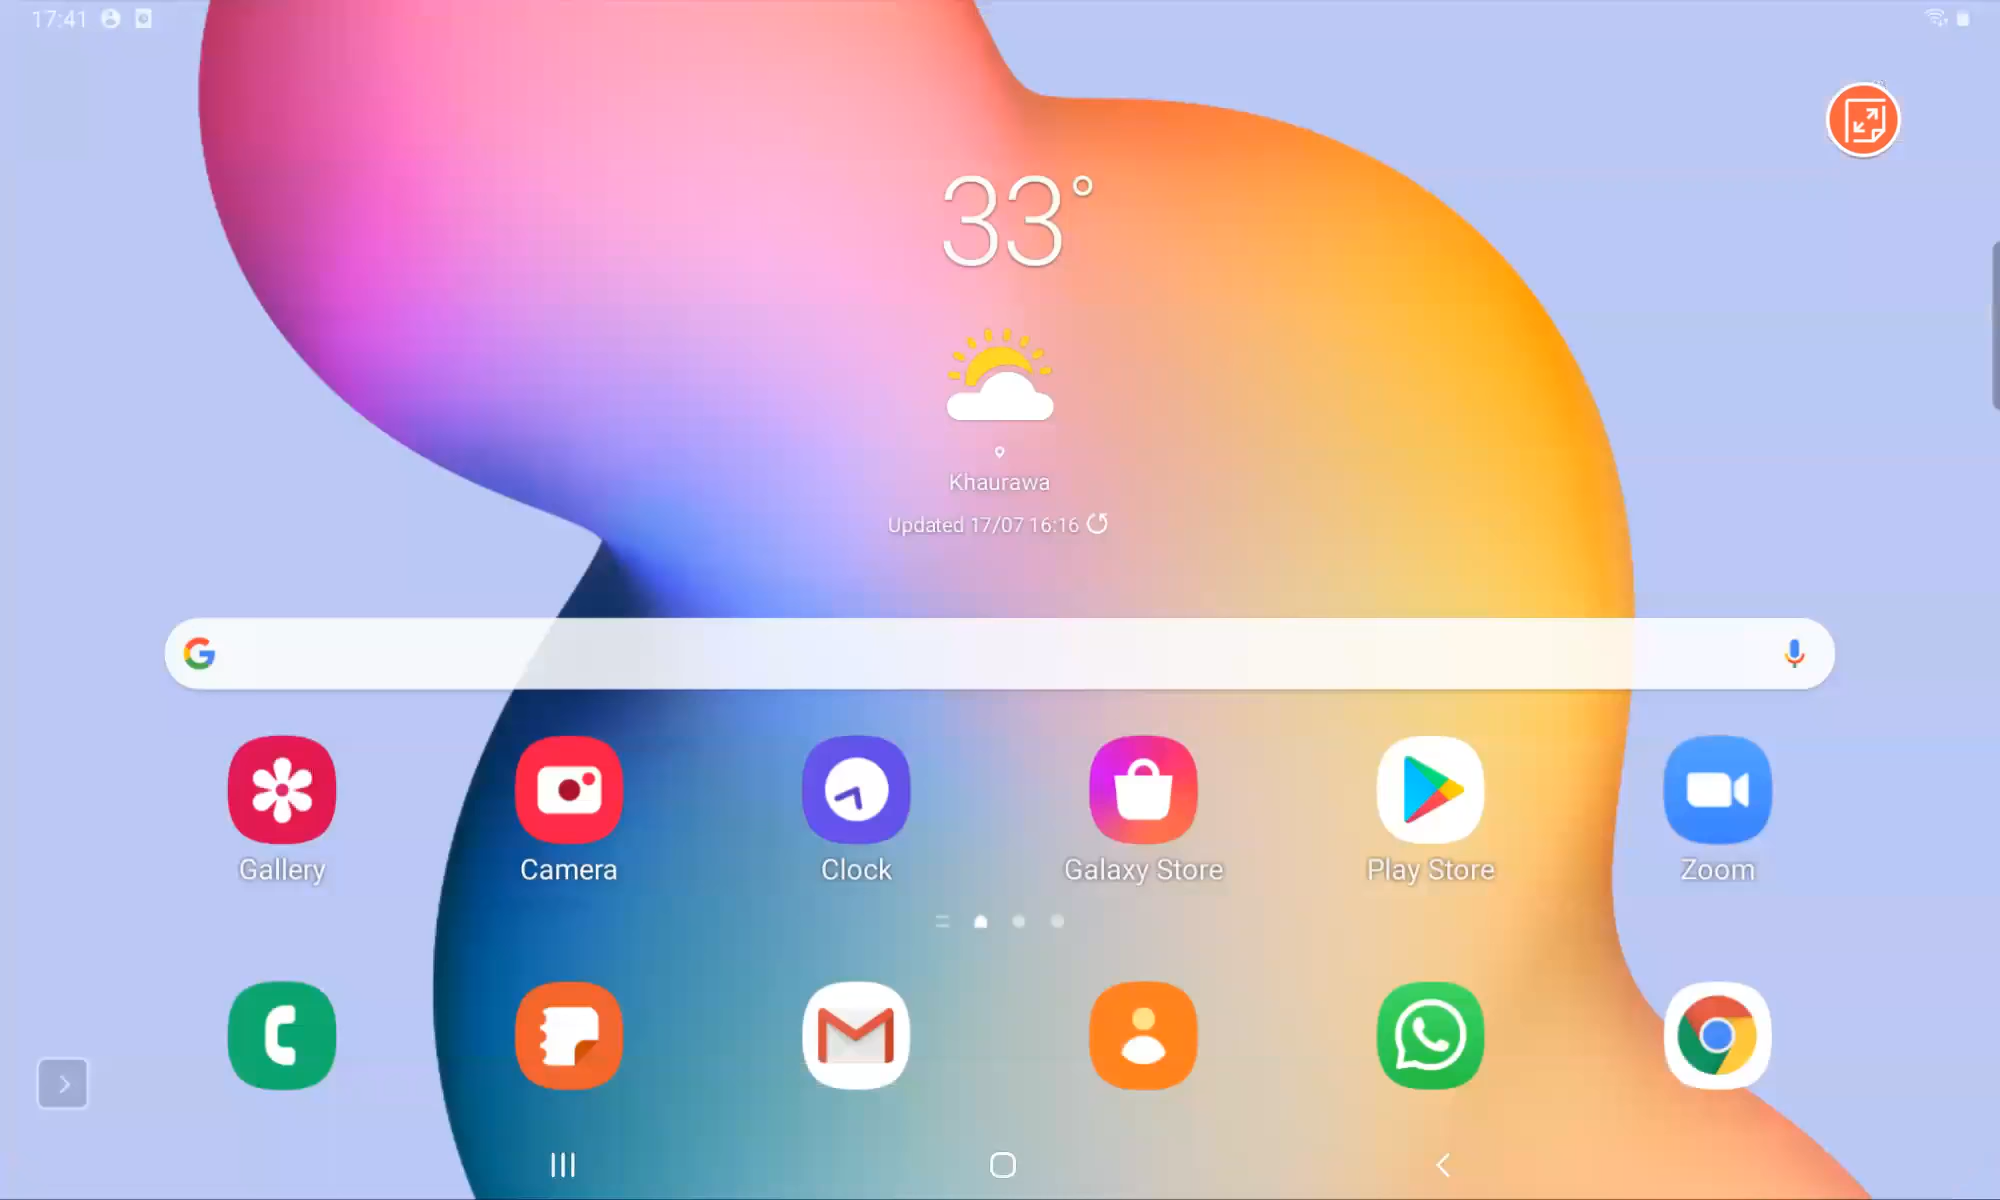 17:41
33°
Khaurawa
Updated 17/07 16:16
Gallery
Camera
Clock
Galaxy Store
Play Store
Zoom